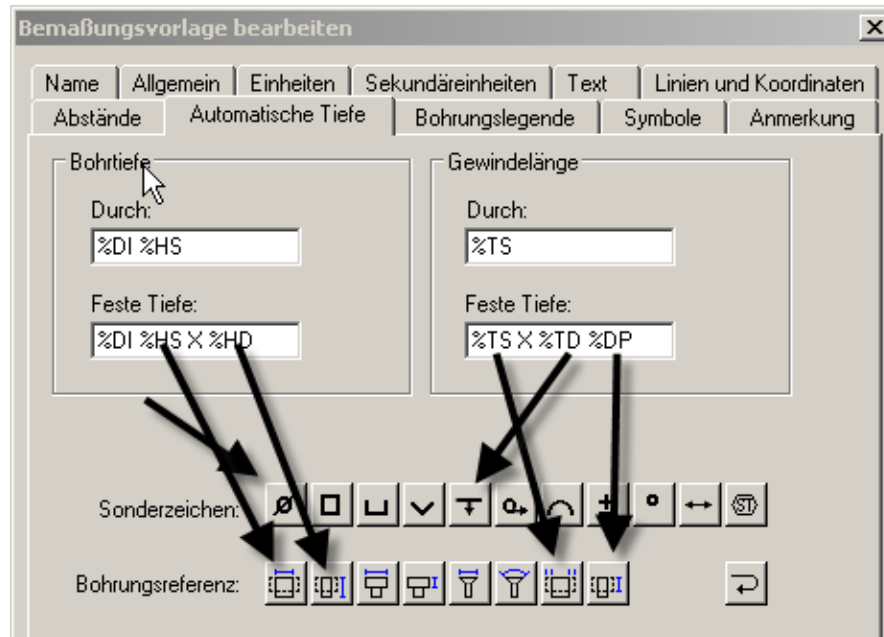 Bemaßungsvorlage bearbeiten
Name Allgemein Einheiten Sekundäreinheiten Text Linien und Koordinaten
Abstände Automatische Tiefe Bohrungslegende Symbole Anmerkung
Bohrtiefe Gewindelänge
Durch: Durch:
%DI %HS %TS
Feste Tiefe: Feste Tiefe:
%DI %HS X %HD %TS X %TD %DP
Sonderzeichen: ST
Bohrungsreferenz: